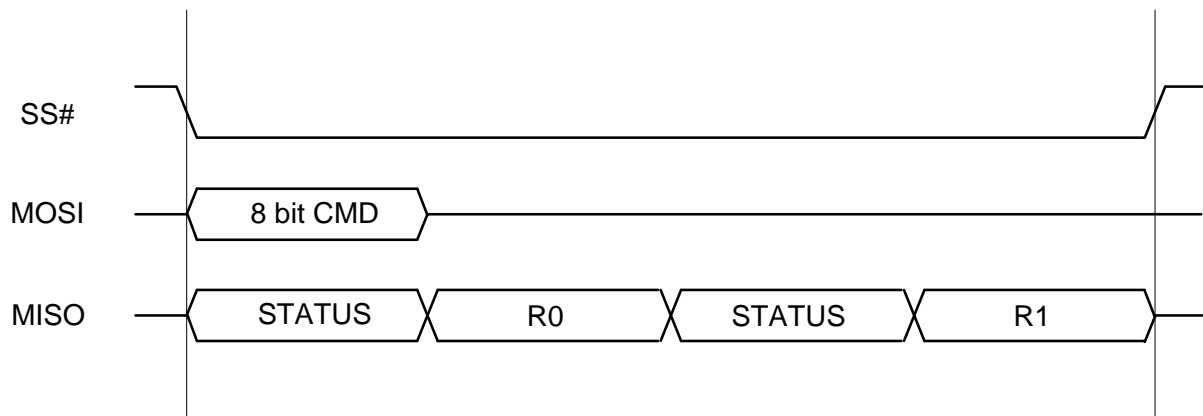 SS#
MOSI 8 bit CMD
MISO STATUS R0 STATUS R1